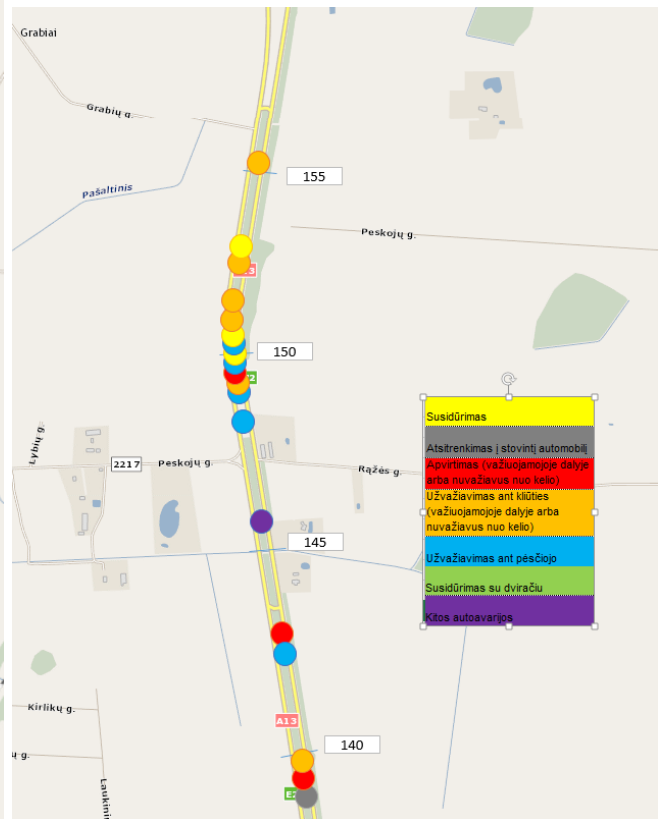 Grabiai
Grabių g.
155
Pašaltinis
Peskojų g.
150
Lybių g.
2217
Peskojų g.
Rąžės g.
Susidūrimas
Atsitrenkimas į stovintį automobilį
Apvirtimas (važiuojamojoje dalyje
arba nuvažiavus nuo kelio)
Užvažiavimas ant kliūties
(važiuojamojoje dalyje arba
nuvažiavus nuo kelio)
Užvažiavimas ant pėsčiojo
Susidūrimas su dviračiu
Kitos autoavarijos
145
Kirlikų g.
A13
140
ų g.